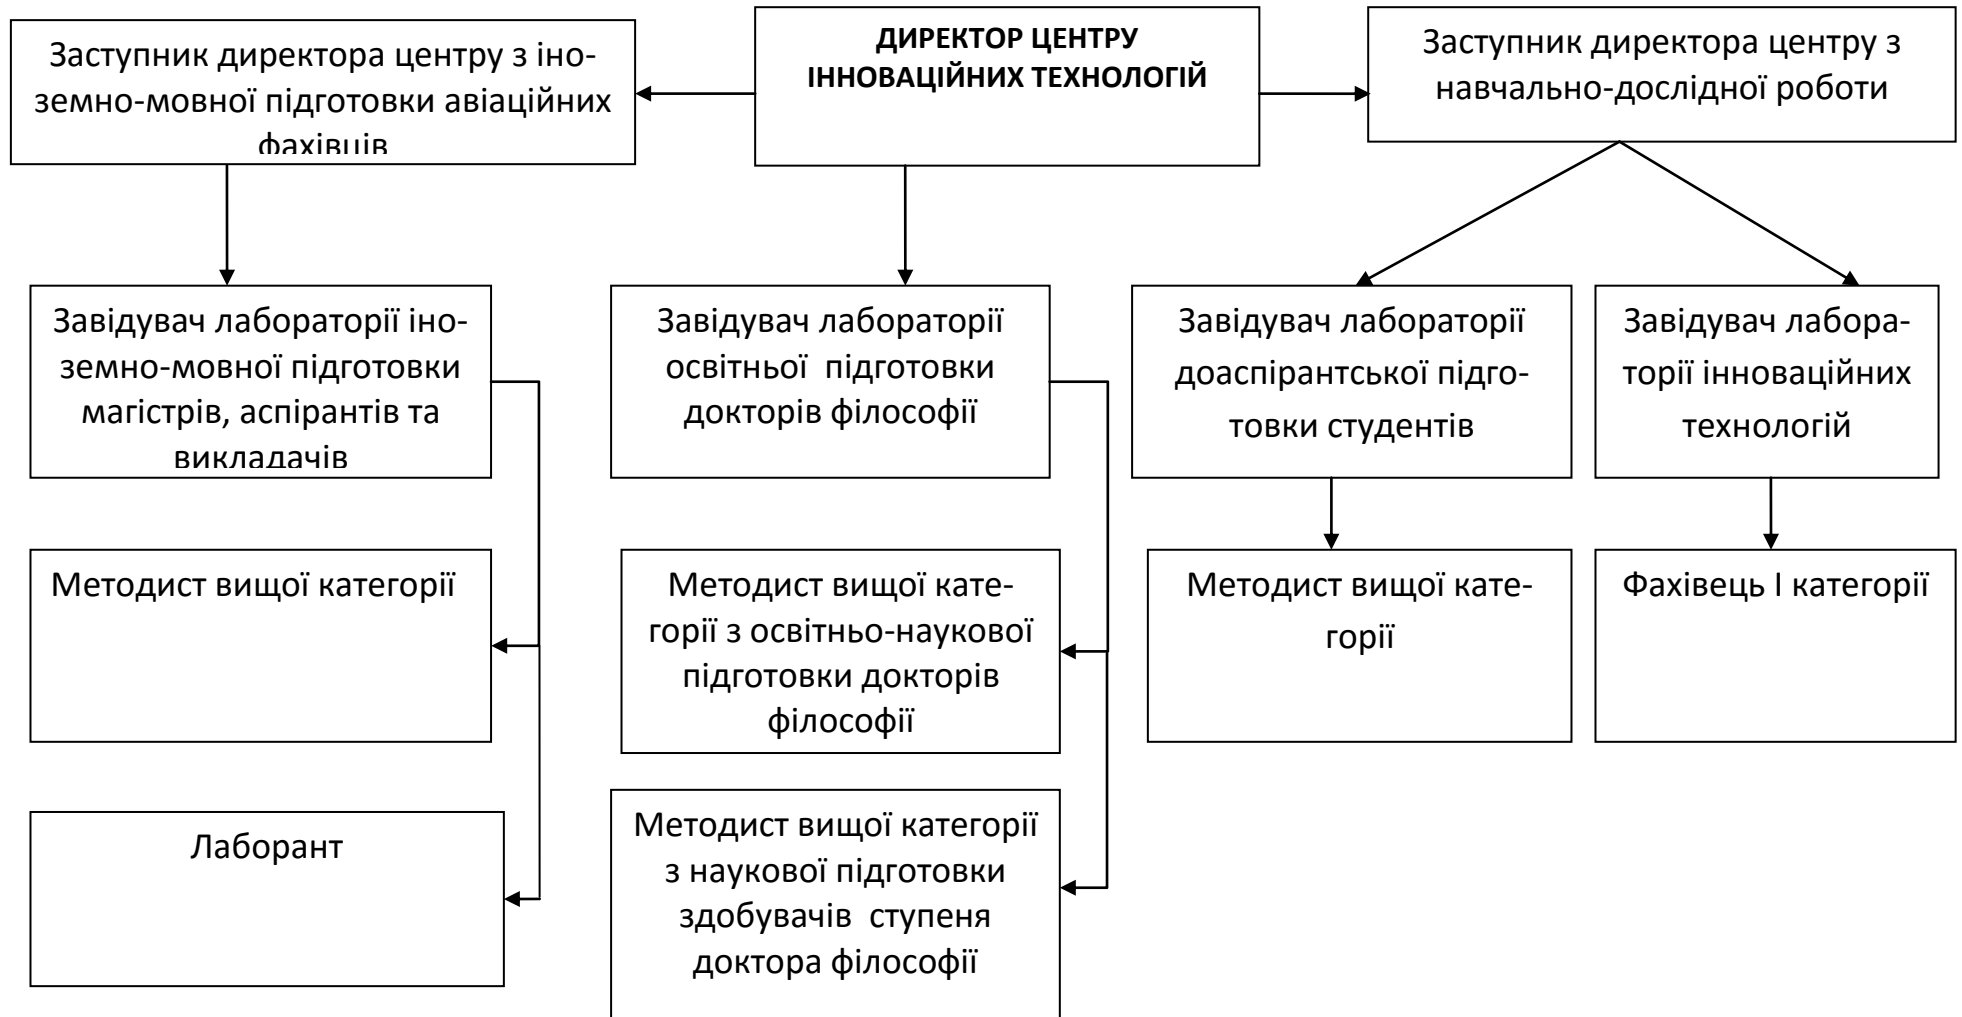 Заступник директора центру з іно-
земно-мовної підготовки авіаційних
фахівців
ДИРЕКТОР ЦЕНТРУ
ІННОВАЦІЙНИХ ТЕХНОЛОГІЙ
Заступник директора центру з
навчально-дослідної роботи
Завідувач лабораторії іно-
земно-мовної підготовки
магістрів, аспірантів та
викладачів
Завідувач лабораторії
освітньої підготовки
докторів філософії
Завідувач лабораторії
доаспірантської підго-
товки студентів
Завідувач лабора-
торії інноваційних
технологій
Методист вищої категорії
Методист вищої кате-
горії з освітньо-наукової
підготовки докторів
філософії
Методист вищої кате-
горії
Фахівець І категорії
Лаборант
Методист вищої категорії
з наукової підготовки
здобувачів ступеня
доктора філософії